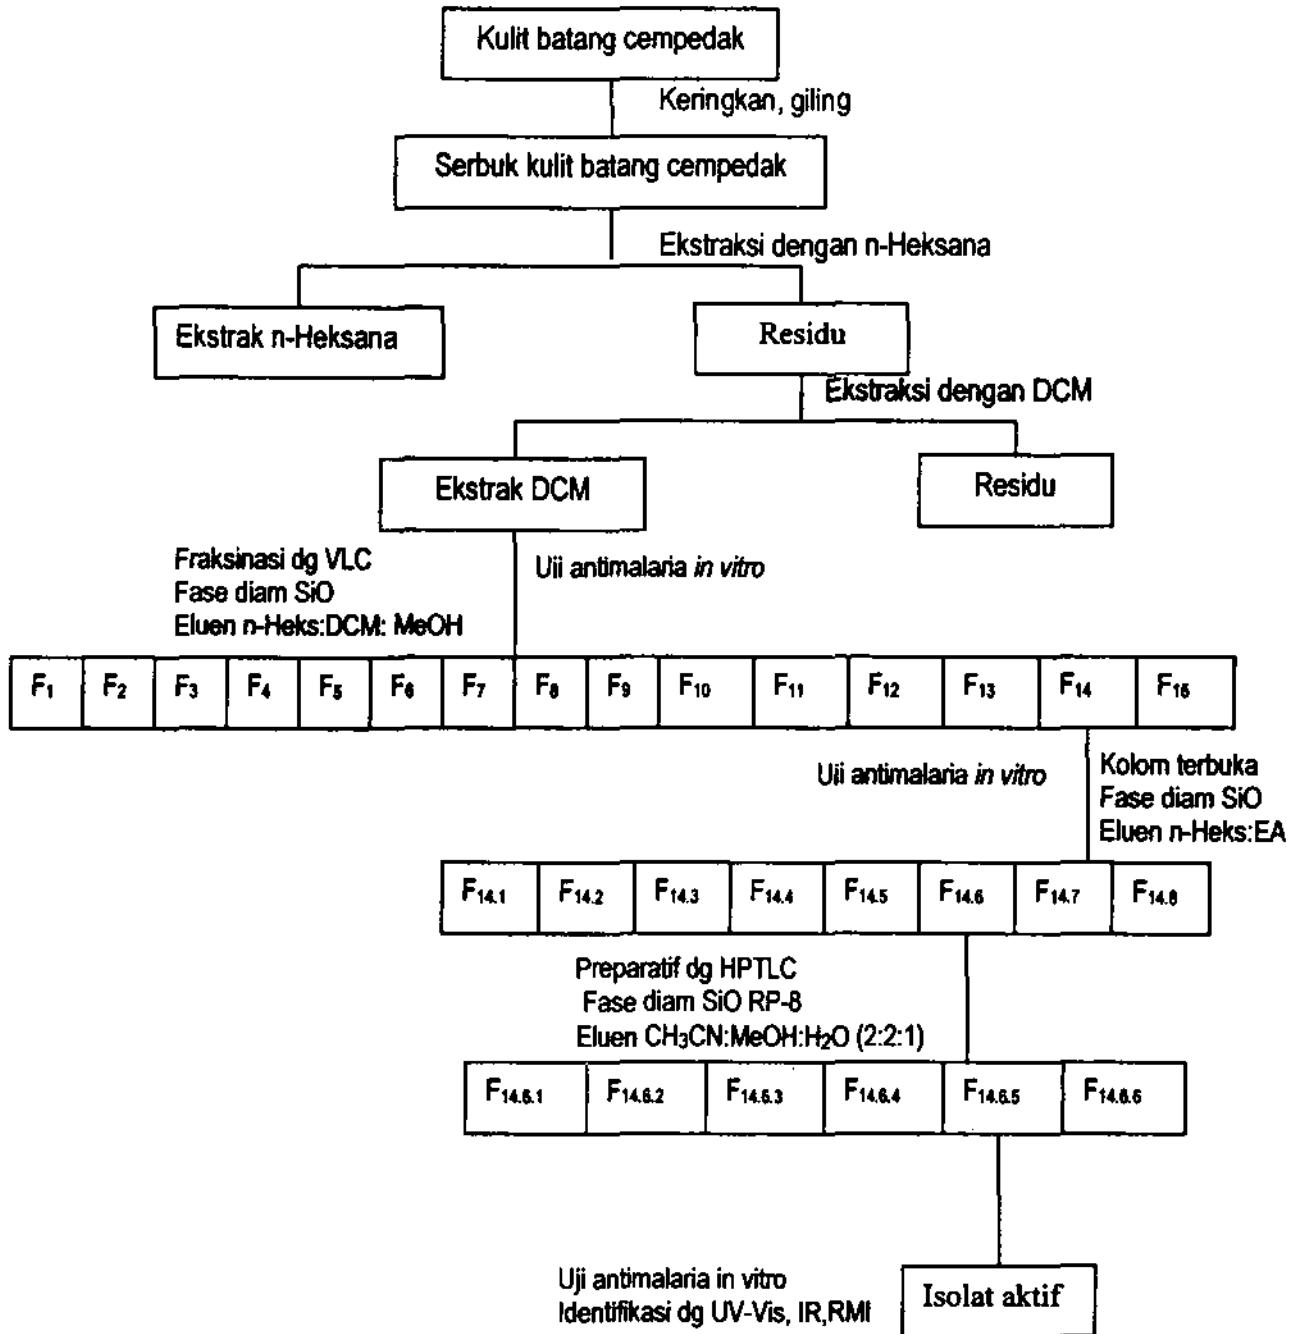 Kulit batang cempedak
Keringkan, giling
Serbuk kulit batang cempedak
Ekstraksi dengan n-Heksana
Ekstrak n-Heksana
Residu
Ekstraksi dengan DCM
Ekstrak DCM
Residu
Fraksinasi dg VLC
Fase diam SiO
Eluen n-Heks:DCM: MeOH
Uii antimalaria in vitro
F₁ F₂ F₃ F₄ F₅ F₆ F₇ F₈ F₉ F₁₀ F₁₁ F₁₂ F₁₃ F₁₄ F₁₅
Uii antimalaria in vitro
Kolom terbuka
Fase diam SiO
Eluen n-Heks:EA
F₁₄.₁ F₁₄.₂ F₁₄.₃ F₁₄.₄ F₁₄.₅ F₁₄.₆ F₁₄.₇ F₁₄.₈
Preparatif dg HPTLC
Fase diam SiO RP-8
Eluen CH₃CN:MeOH:H₂O (2:2:1)
F₁₄.₆.₁ F₁₄.₆.₂ F₁₄.₆.₃ F₁₄.₆.₄ F₁₄.₆.₅ F₁₄.₆.₆
Uji antimalaria in vitro
Identifikasi dg UV-Vis, IR,RMI
Isolat aktif